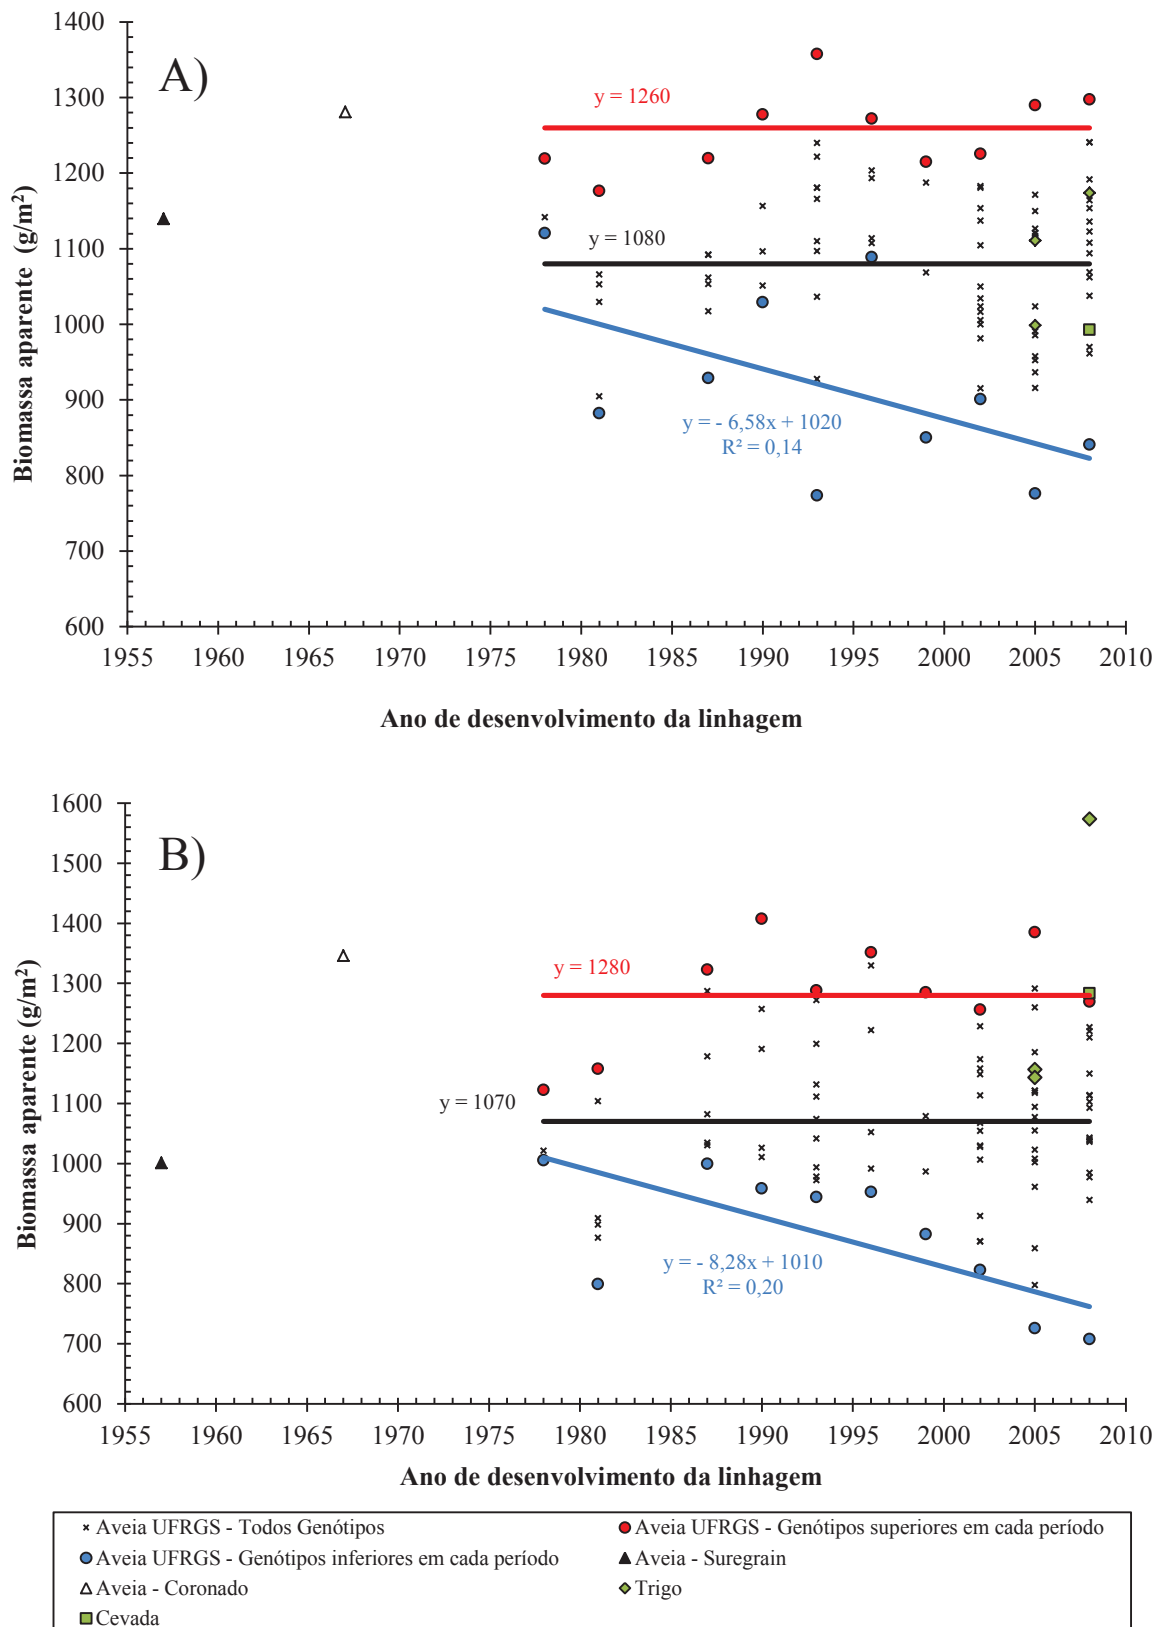 1400
1300
1200
1100
1000
900
800
700
600
Biomassa aparente (g/m²)
A)
y = 1260
y = 1080
y = - 6,58x + 1020
R² = 0,14
1955 1960 1965 1970 1975 1980 1985 1990 1995 2000 2005 2010
Ano de desenvolvimento da linhagem
1600
1500
1400
1300
1200
1100
1000
900
800
700
600
Biomassa aparente (g/m²)
B)
y = 1280
y = 1070
y = - 8,28x + 1010
R² = 0,20
1955 1960 1965 1970 1975 1980 1985 1990 1995 2000 2005 2010
Ano de desenvolvimento da linhagem
Aveia UFRGS - Todos Genótipos
Aveia UFRGS - Genótipos superiores em cada período
Aveia UFRGS - Genótipos inferiores em cada período
Aveia - Suregrain
Aveia - Coronado
Trigo
Cevada